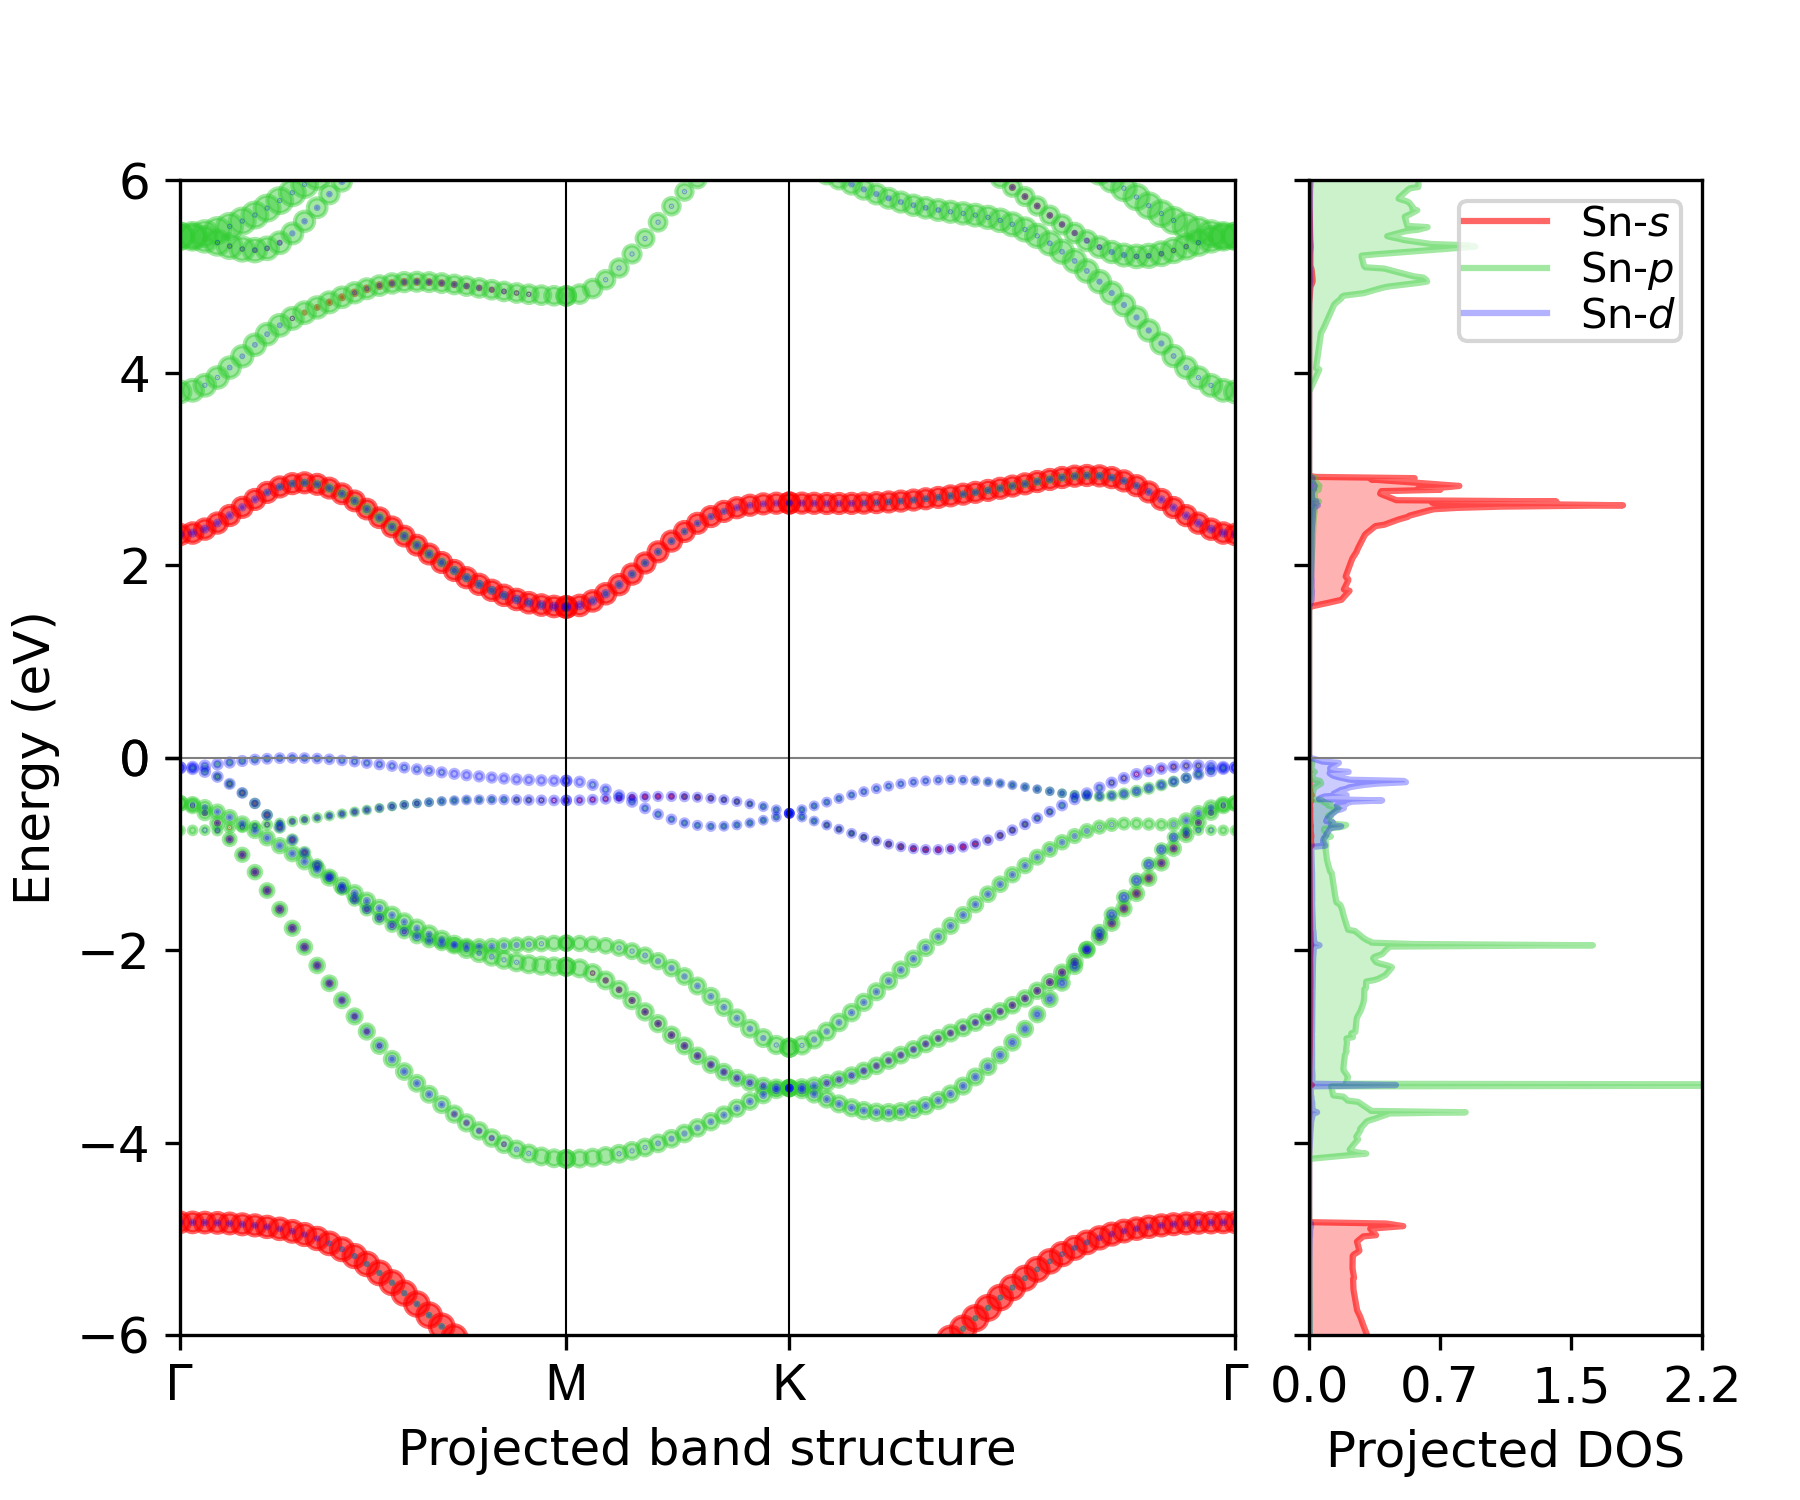 6
4
2
0
−2
−4
−6
Energy (eV)
Γ M K Γ
Projected band structure
Sn-s
Sn-p
Sn-d
0.0 0.7 1.5 2.2
Projected DOS